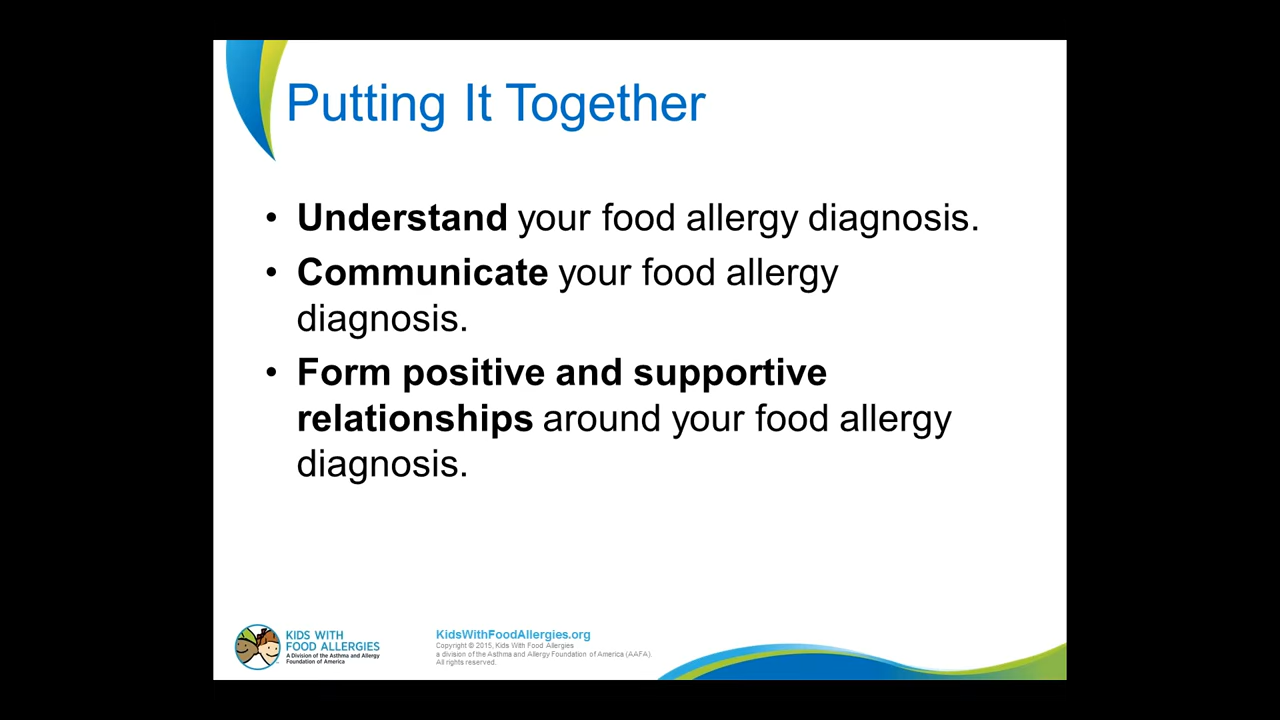 Putting It Together
• Understand your food allergy diagnosis.
• Communicate your food allergy
diagnosis.
• Form positive and supportive
relationships around your food allergy
diagnosis.
KIDS WITH
FOOD ALLERGIES
A Division of the Asthma and Allergy
Foundation of America
KidsWithFoodAllergies.org
Copyright © 2015, Kids With Food Allergies
a division of the Asthma and Allergy Foundation of America (AAFA).
All rights reserved.